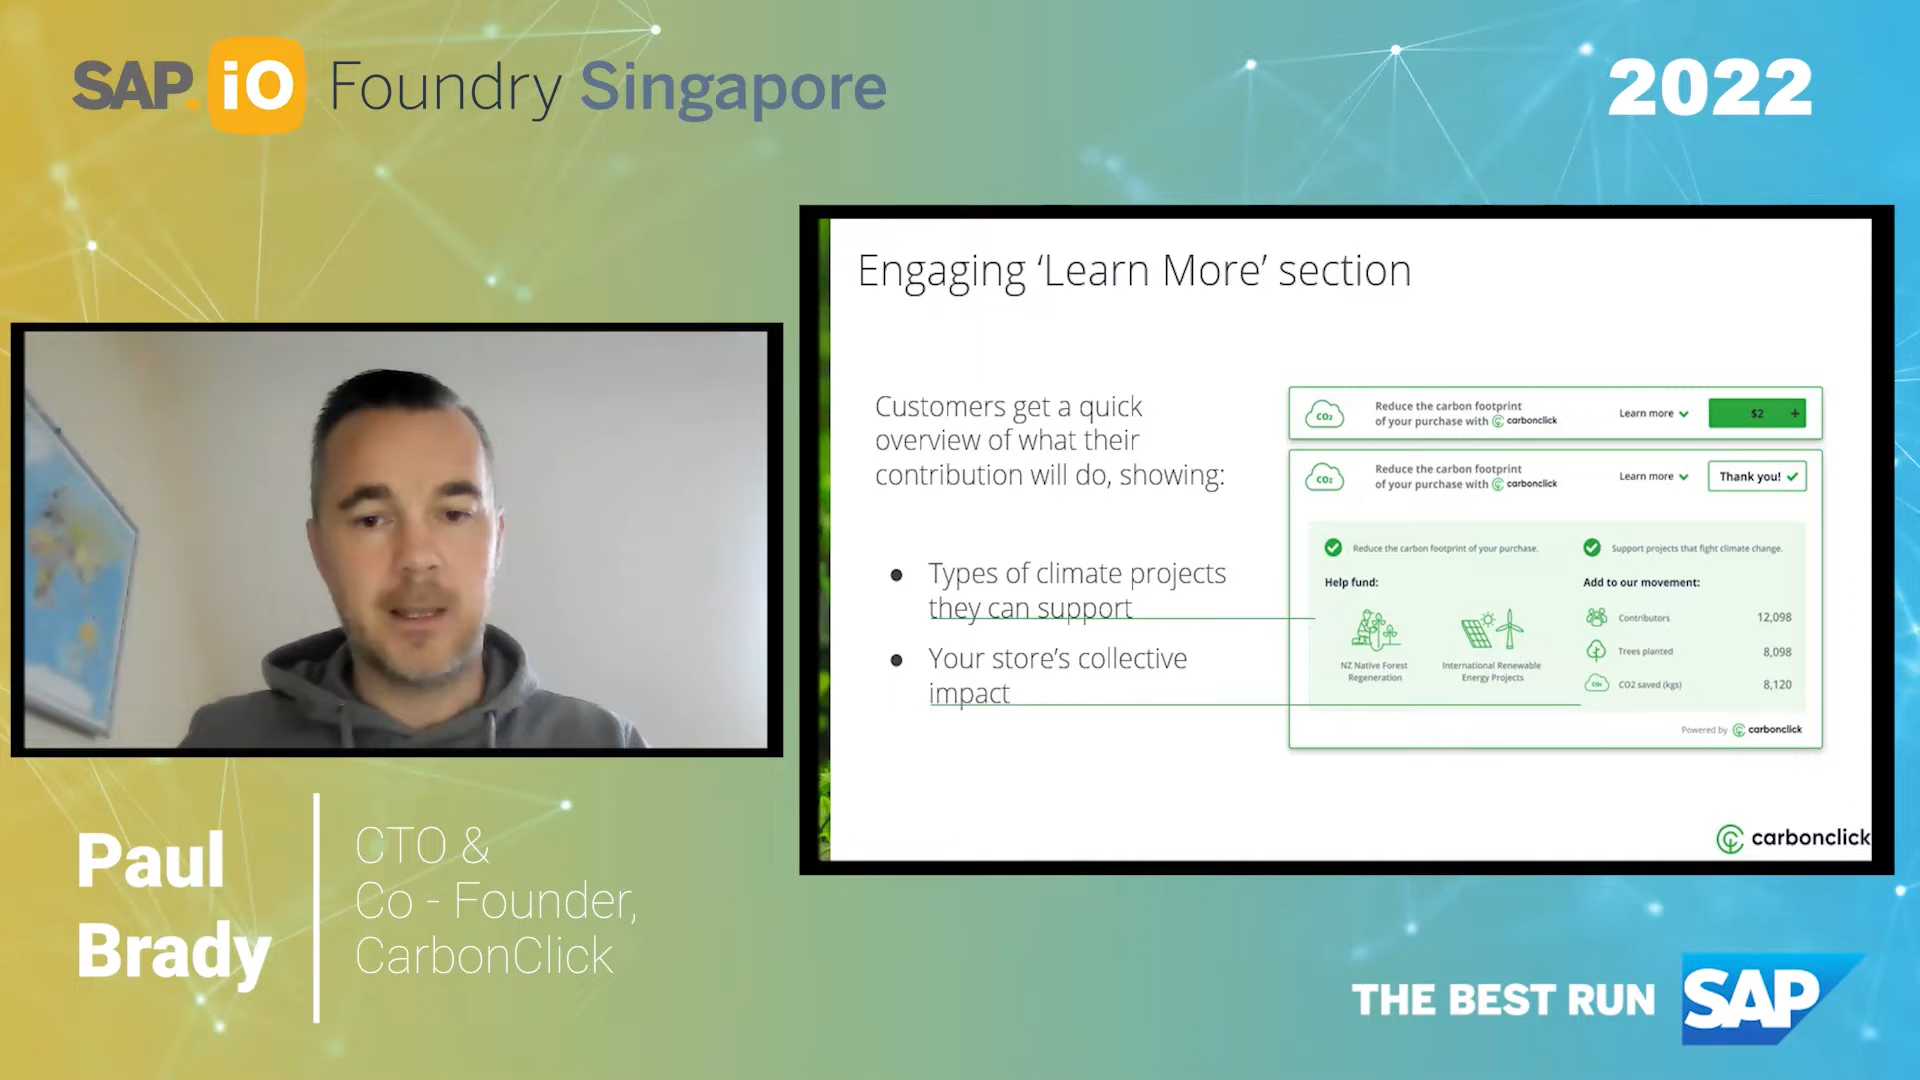 SAP iO Foundry Singapore
2022
Engaging ‘Learn More’ section
Customers get a quick
overview of what their
contribution will do, showing:
● Types of climate projects
they can support
● Your store’s collective
impact
CO2
Reduce the carbon footprint
of your purchase with carbonclick
Learn more
$2 +
CO2
Reduce the carbon footprint
of your purchase with carbonclick
Learn more
Thank you!
Reduce the carbon footprint of your purchase.
Help fund:
NZ Native Forest
Regeneration
International Renewable
Energy Projects
Support projects that fight climate change.
Add to our movement:
Contributors 12,098
Trees planted 8,098
CO2 CO2 saved (kgs) 8,120
Powered by carbonclick
carbonclick
Paul
Brady
CTO &
Co - Founder,
CarbonClick
THE BEST RUN SAP